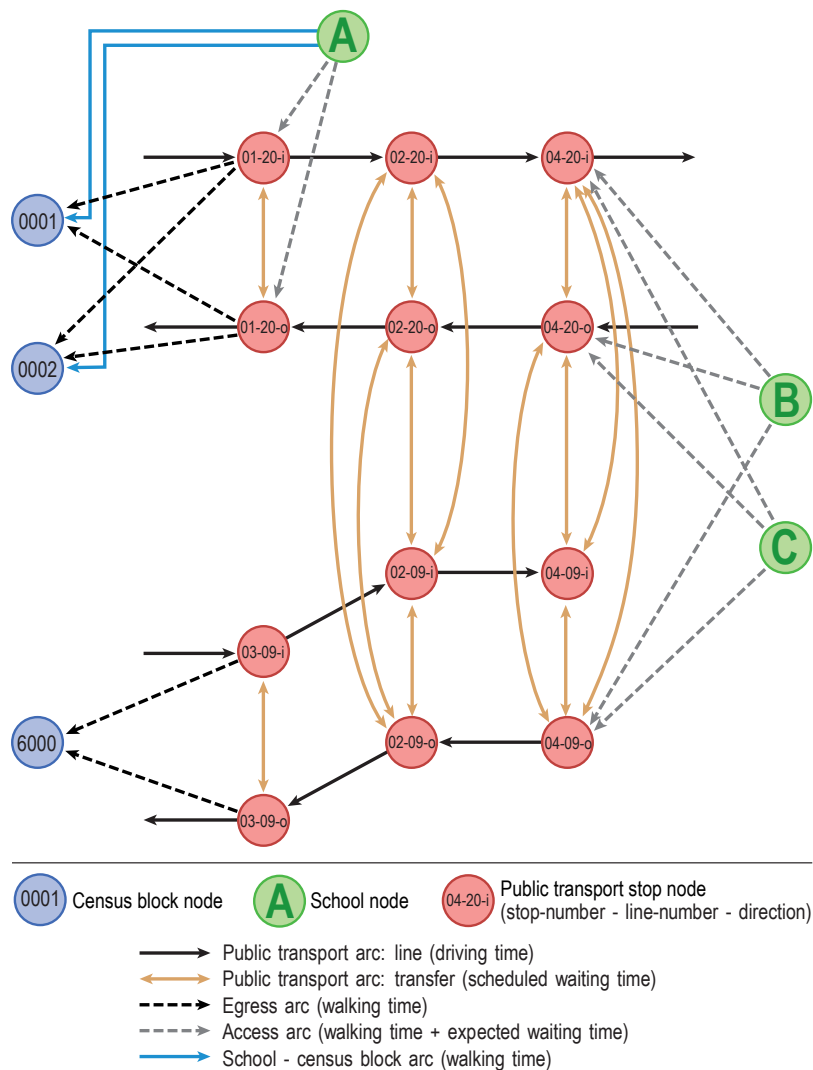 A
01-20-i
02-20-i
04-20-i
0001
01-20-o
02-20-o
04-20-o
0002
B
C
02-09-i
04-09-i
03-09-i
6000
02-09-o
04-09-o
03-09-o
0001 Census block node
A School node
04-20-i Public transport stop node
(stop-number - line-number - direction)
Public transport arc: line (driving time)
Public transport arc: transfer (scheduled waiting time)
Egress arc (walking time)
Access arc (walking time + expected waiting time)
School - census block arc (walking time)